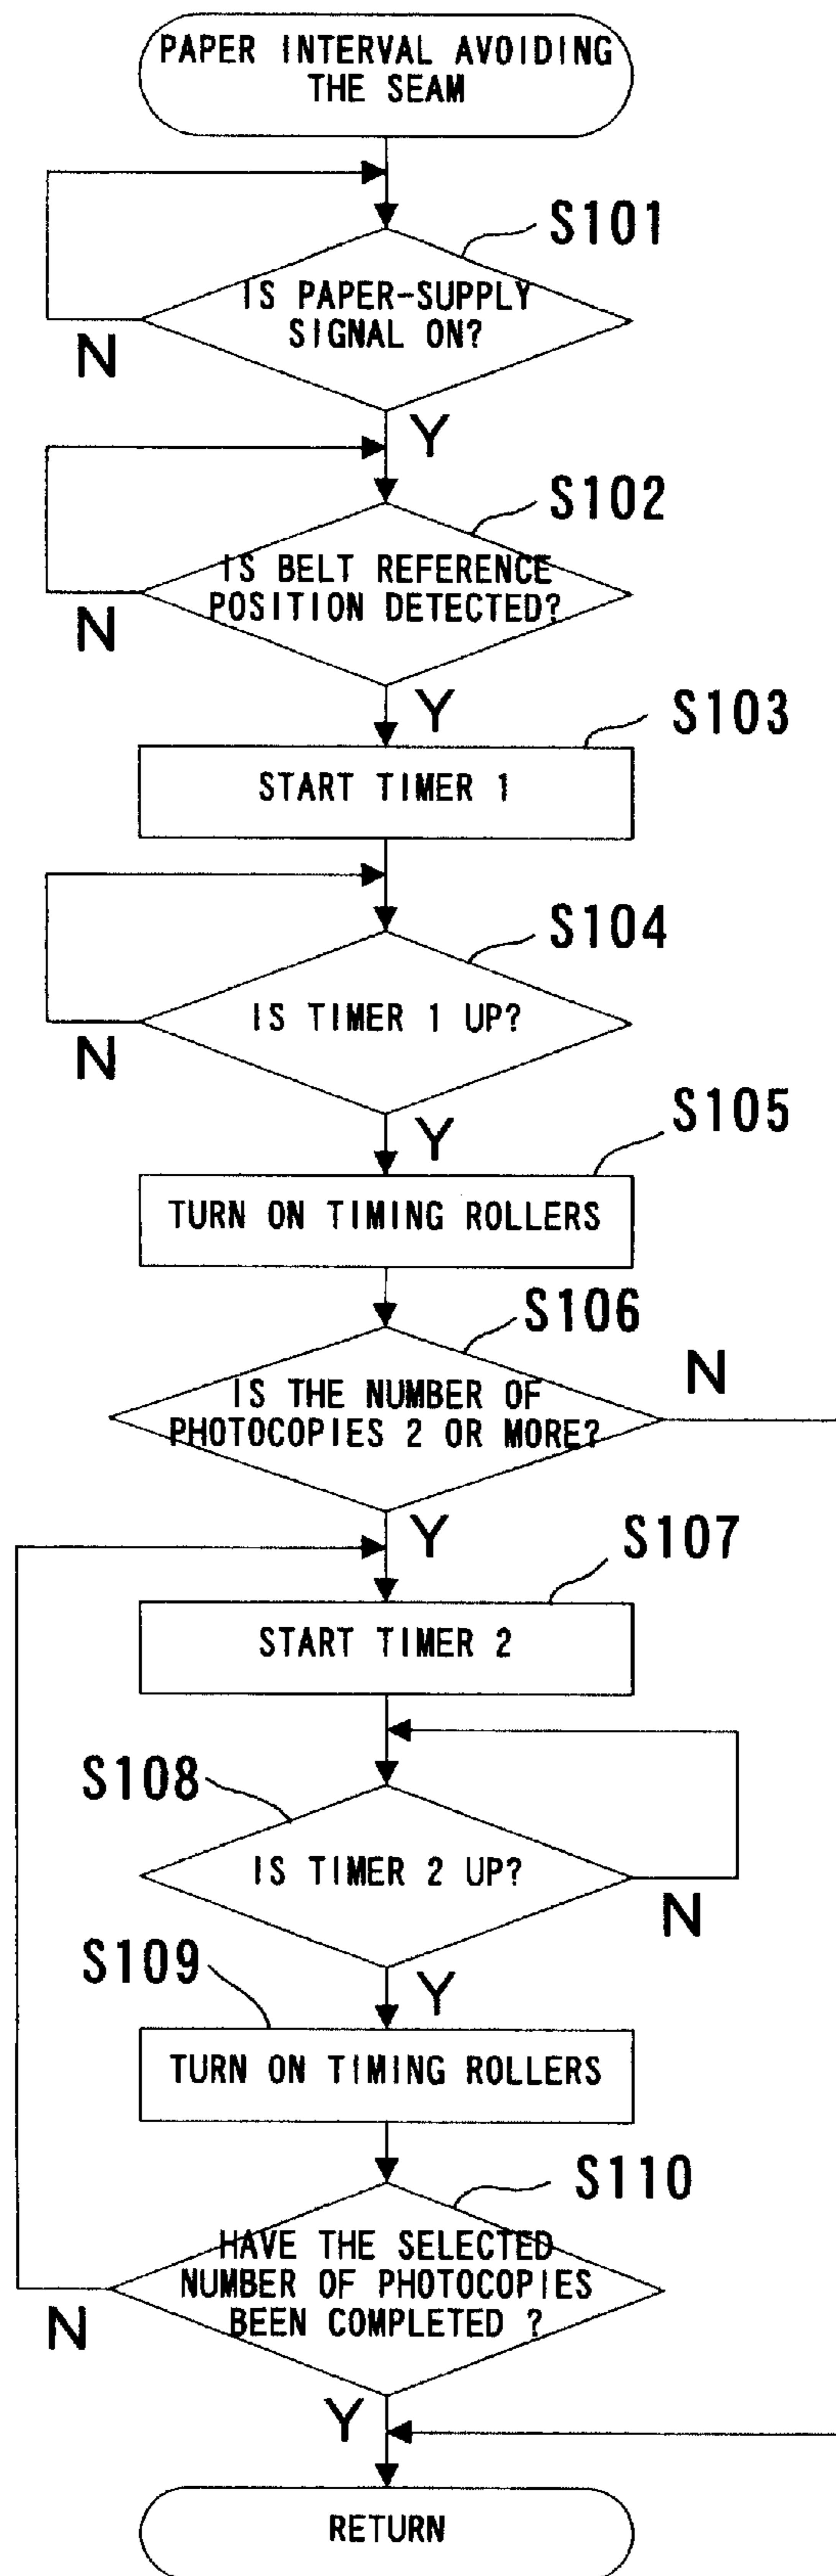 PAPER INTERVAL AVOIDING
THE SEAM
S101
IS PAPER-SUPPLY
SIGNAL ON?
N
Y
S102
IS BELT REFERENCE
POSITION DETECTED?
N
Y
S103
START TIMER 1
S104
IS TIMER 1 UP?
N
Y
S105
TURN ON TIMING ROLLERS
S106
N
IS THE NUMBER OF
PHOTOCOPIES 2 OR MORE?
Y
S107
START TIMER 2
S108
IS TIMER 2 UP?
N
S109
Y
TURN ON TIMING ROLLERS
S110
HAVE THE SELECTED
NUMBER OF PHOTOCOPIES
BEEN COMPLETED ?
N
Y
RETURN